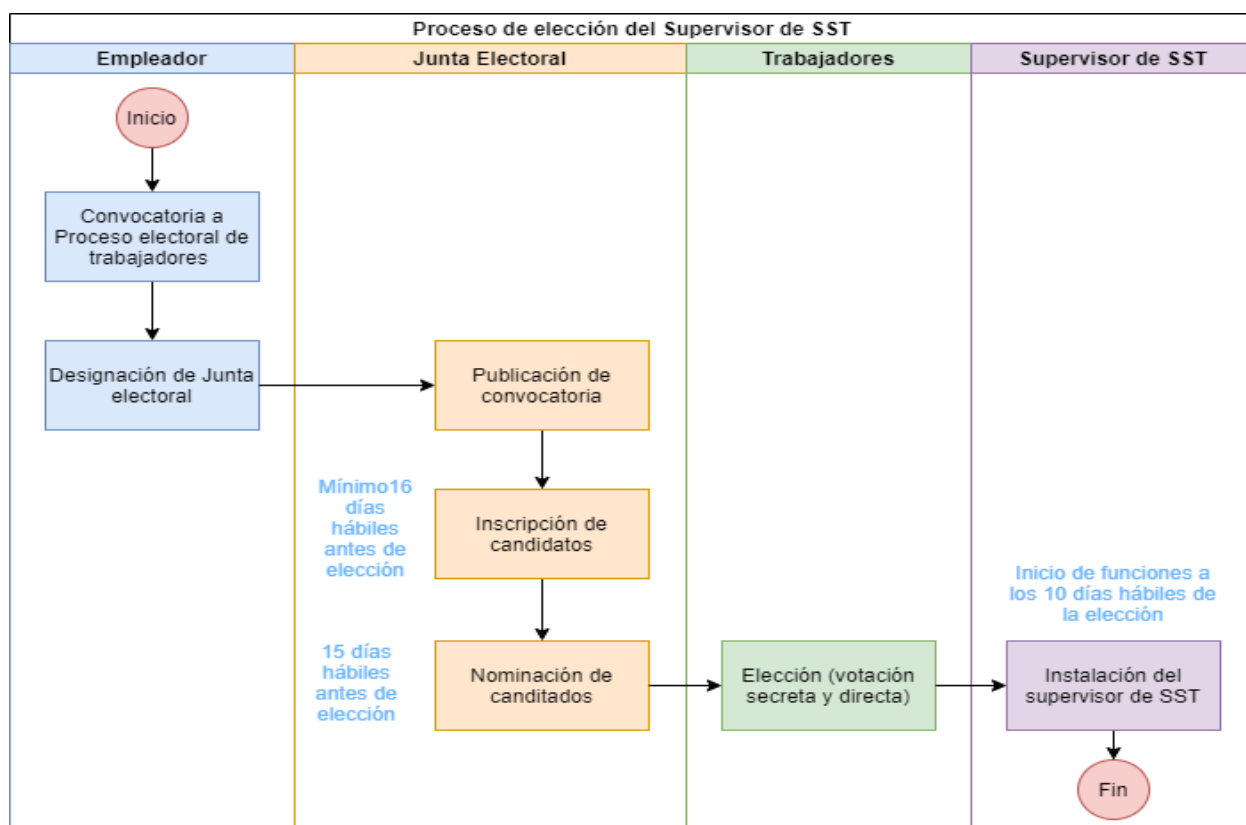 Proceso de elección del Supervisor de SST
Empleador
Junta Electoral
Trabajadores
Supervisor de SST
Inicio
Convocatoria a
Proceso electoral de
trabajadores
Designación de Junta
electoral
Publicación de
convocatoria
Mínimo16
días
hábiles
antes de
elección
Inscripción de
candidatos
15 días
hábiles
antes de
elección
Nominación de
canditados
Elección (votación
secreta y directa)
Inicio de funciones a
los 10 días hábiles de
la elección
Instalación del
supervisor de SST
Fin